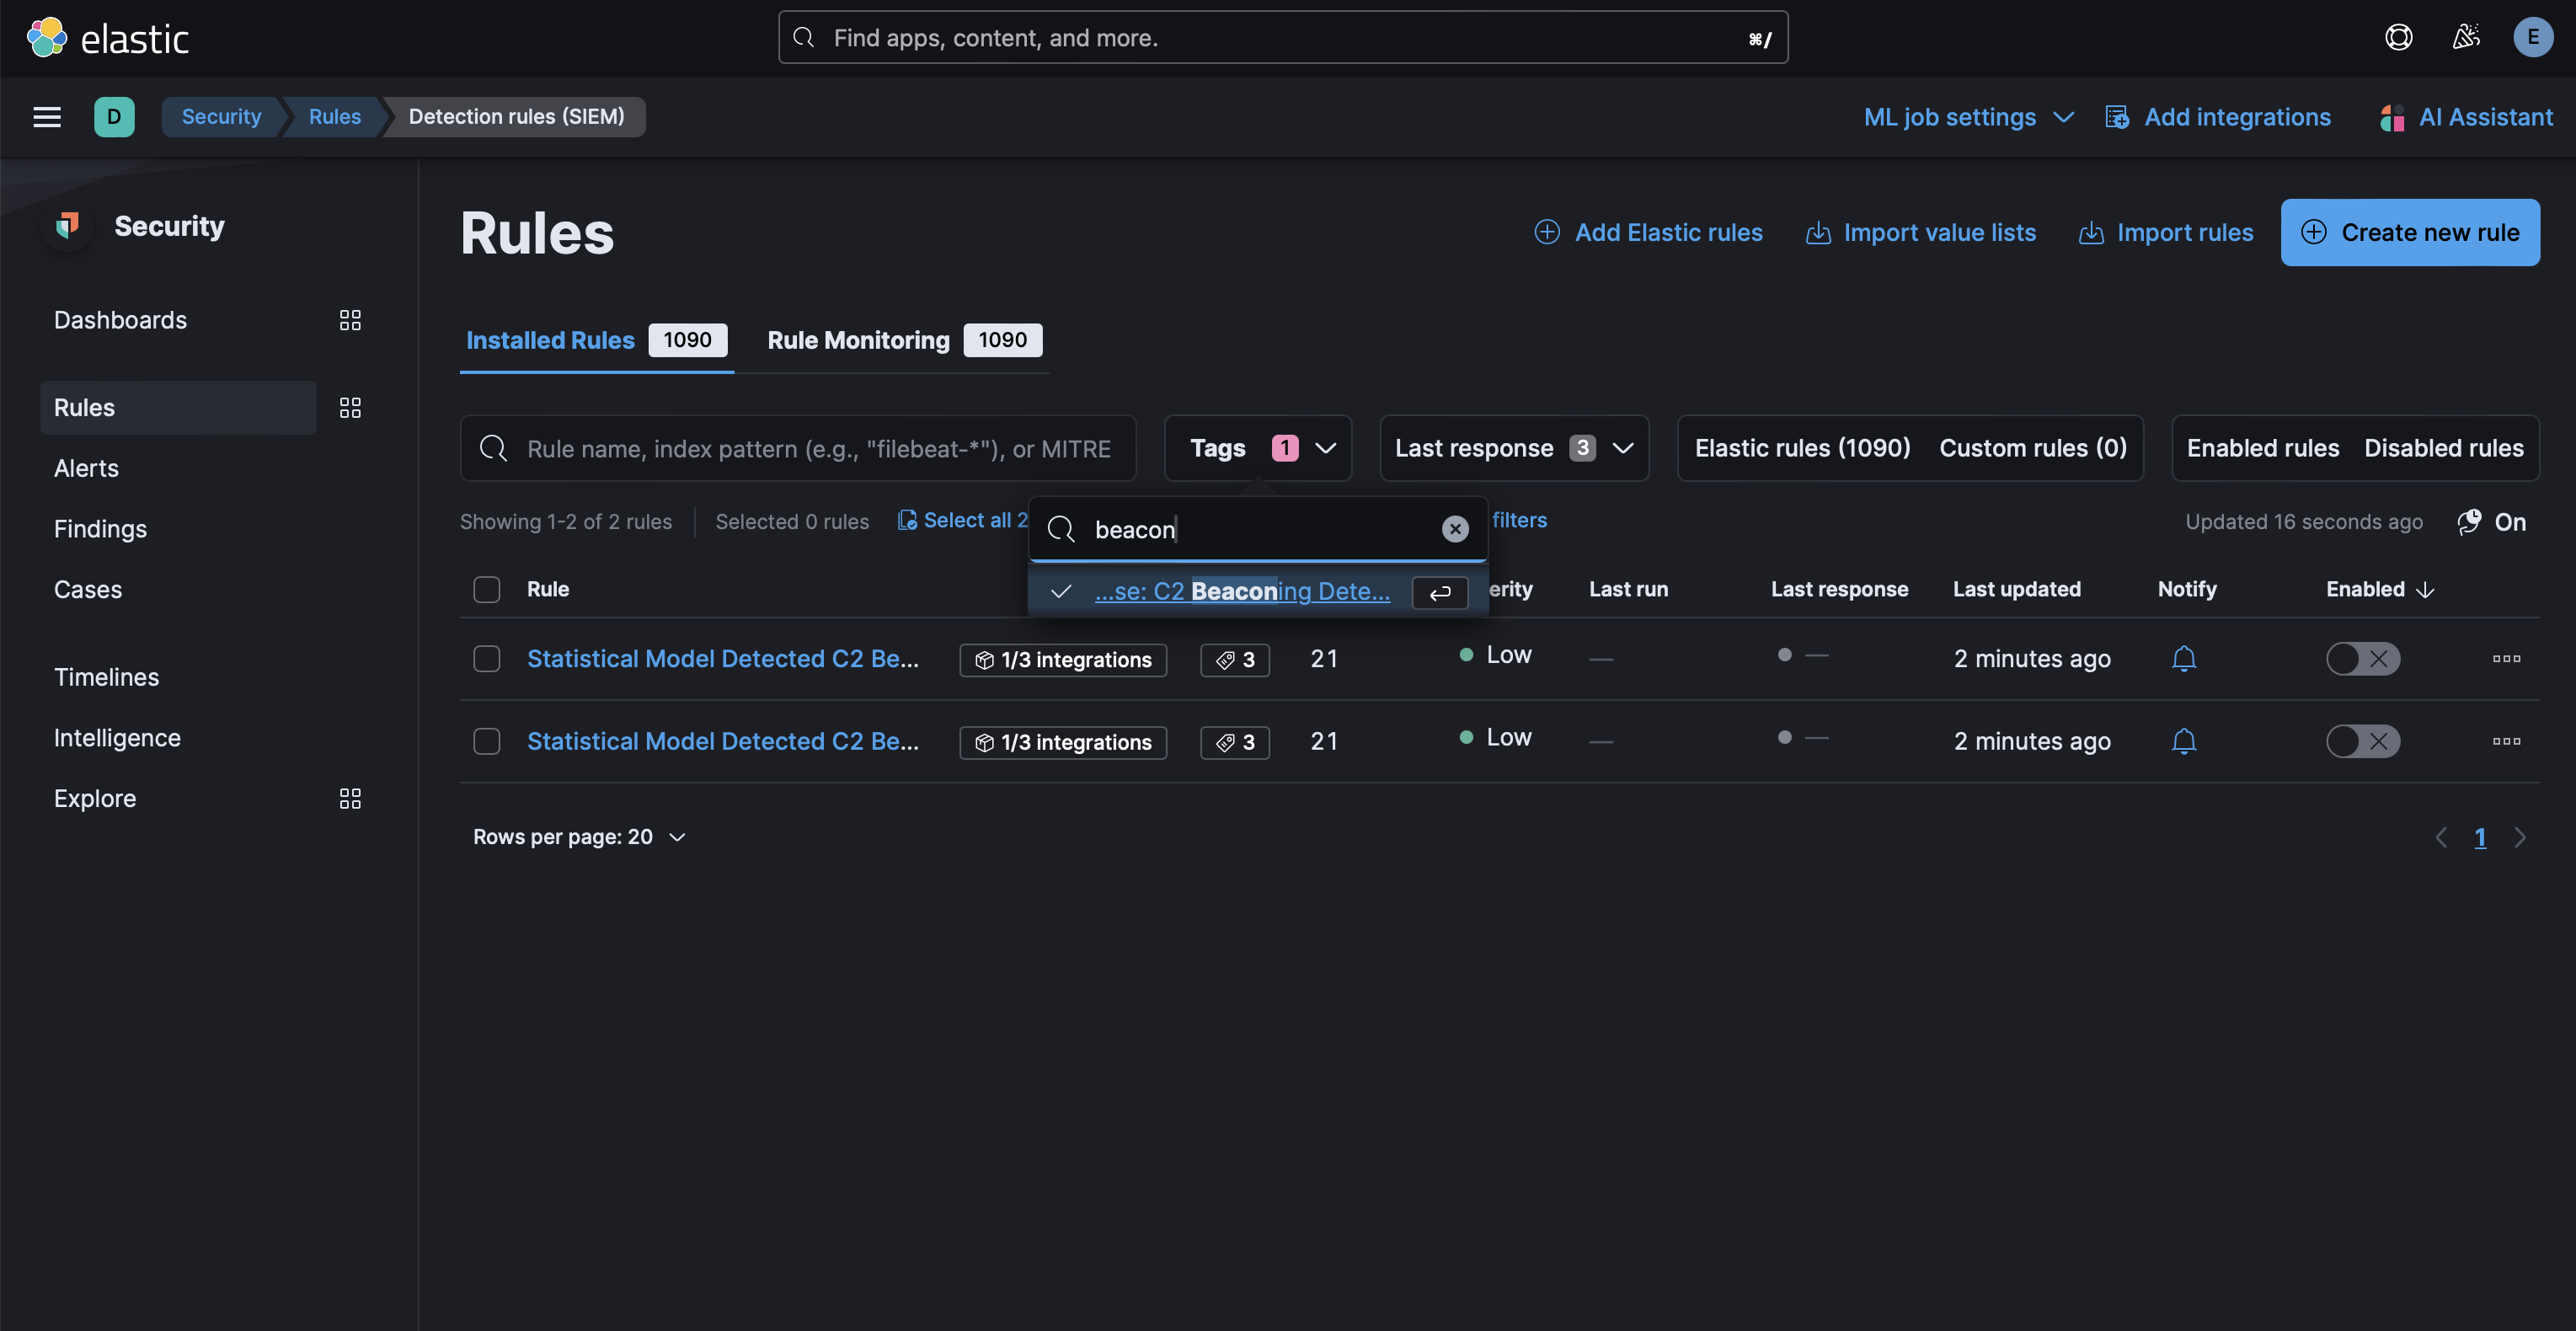 elastic
Find apps, content, and more.
⌘/
E
D
Security
Rules
Detection rules (SIEM)
ML job settings
Add integrations
AI Assistant
Security
Dashboards
Rules
Alerts
Findings
Cases
Timelines
Intelligence
Explore
Rules
Add Elastic rules
Import value lists
Import rules
Create new rule
Installed Rules 1090
Rule Monitoring 1090
Rule name, index pattern (e.g., "filebeat-*"), or MITRE
Tags 1
Last response 3
Elastic rules (1090)
Custom rules (0)
Enabled rules
Disabled rules
Showing 1-2 of 2 rules
Selected 0 rules
Select all 2
filters
Updated 16 seconds ago
On
beacon
...se: C2 Beaconing Dete...
Rule
erity
Last run
Last response
Last updated
Notify
Enabled
Statistical Model Detected C2 Be... 1/3 integrations 3 21 Low — — 2 minutes ago
Statistical Model Detected C2 Be... 1/3 integrations 3 21 Low — — 2 minutes ago
Rows per page: 20
1